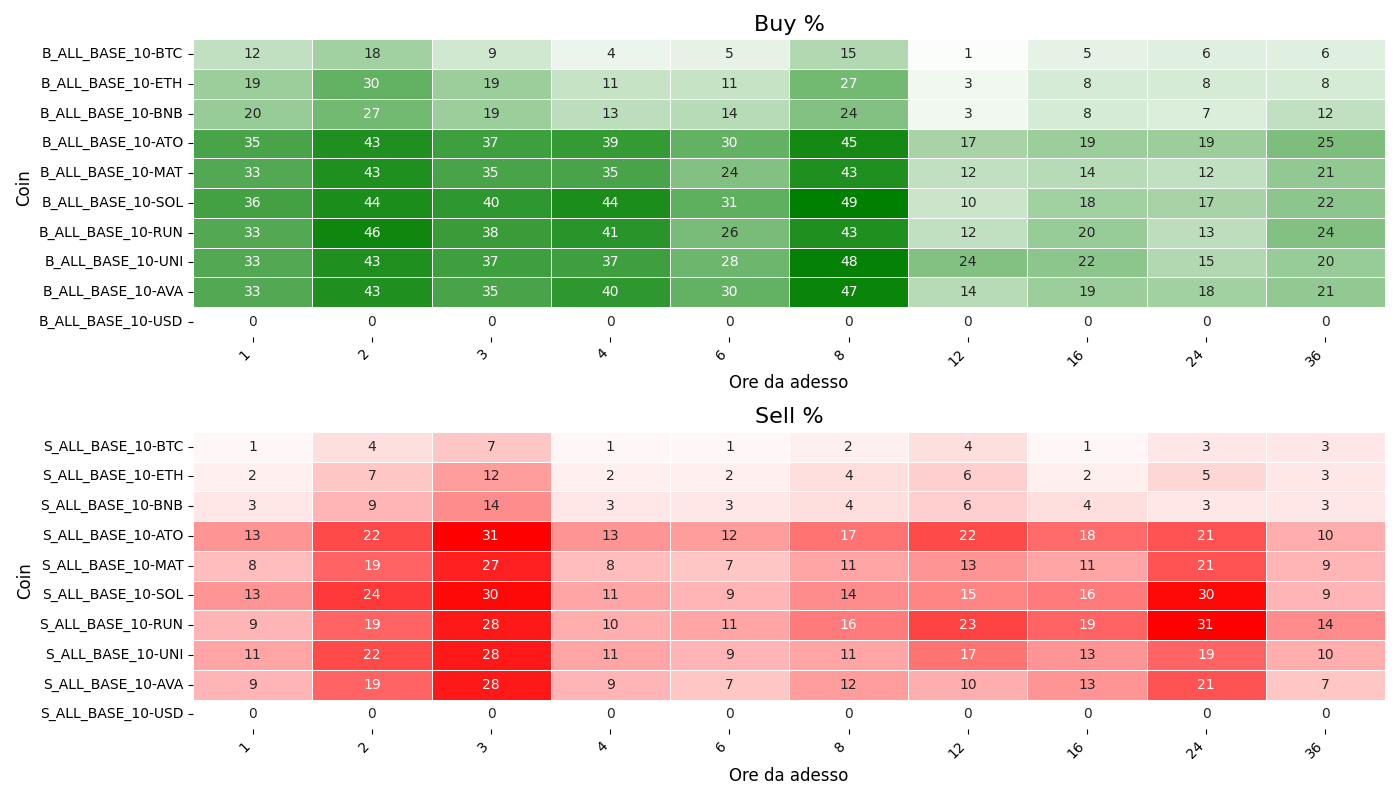 Buy %
Coin
B_ALL_BASE_10-BTC 12 18 9 4 5 15 1 5 6 6
B_ALL_BASE_10-ETH 19 30 19 11 11 27 3 8 8 8
B_ALL_BASE_10-BNB 20 27 19 13 14 24 3 8 7 12
B_ALL_BASE_10-ATO 35 43 37 39 30 45 17 19 19 25
B_ALL_BASE_10-MAT 33 43 35 35 24 43 12 14 12 21
B_ALL_BASE_10-SOL 36 44 40 44 31 49 10 18 17 22
B_ALL_BASE_10-RUN 33 46 38 41 26 43 12 20 13 24
B_ALL_BASE_10-UNI 33 43 37 37 28 48 24 22 15 20
B_ALL_BASE_10-AVA 33 43 35 40 30 47 14 19 18 21
B_ALL_BASE_10-USD 0 0 0 0 0 0 0 0 0 0
1 2 3 4 6 8 12 16 24 36
Ore da adesso
Sell %
Coin
S_ALL_BASE_10-BTC 1 4 7 1 1 2 4 1 3 3
S_ALL_BASE_10-ETH 2 7 12 2 2 4 6 2 5 3
S_ALL_BASE_10-BNB 3 9 14 3 3 4 6 4 3 3
S_ALL_BASE_10-ATO 13 22 31 13 12 17 22 18 21 10
S_ALL_BASE_10-MAT 8 19 27 8 7 11 13 11 21 9
S_ALL_BASE_10-SOL 13 24 30 11 9 14 15 16 30 9
S_ALL_BASE_10-RUN 9 19 28 10 11 16 23 19 31 14
S_ALL_BASE_10-UNI 11 22 28 11 9 11 17 13 19 10
S_ALL_BASE_10-AVA 9 19 28 9 7 12 10 13 21 7
S_ALL_BASE_10-USD 0 0 0 0 0 0 0 0 0 0
1 2 3 4 6 8 12 16 24 36
Ore da adesso